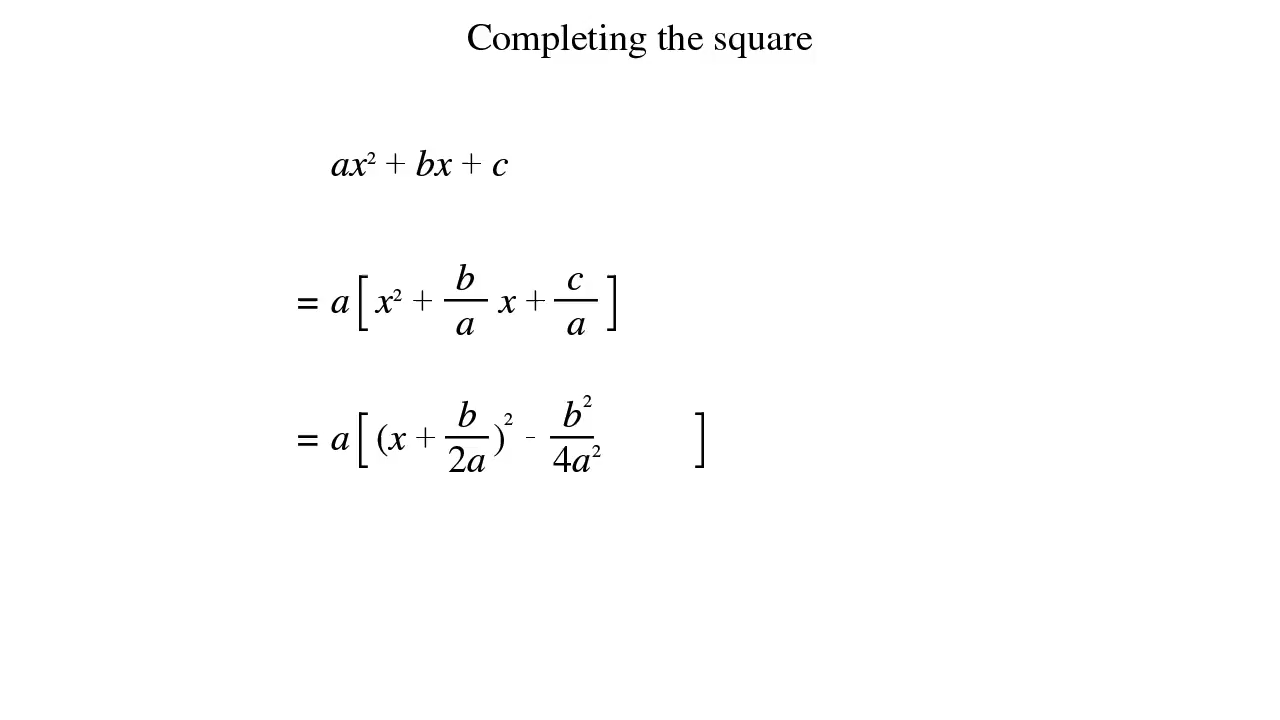 Completing the square
ax² + bx + c
= a[x² + b/a x + c/a]
= a[(x + b/2a)² - b²/4a² ]